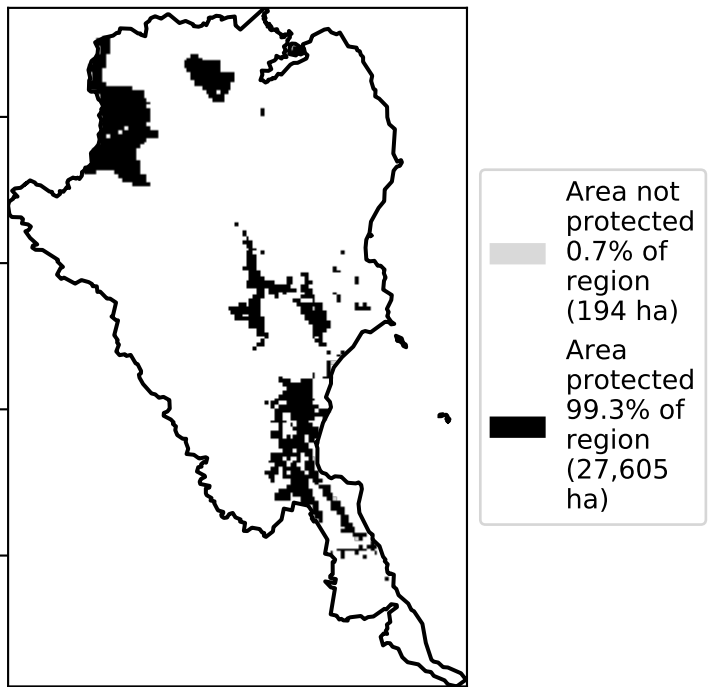 Area not
protected
0.7% of
region
(194 ha)
Area
protected
99.3% of
region
(27,605
ha)